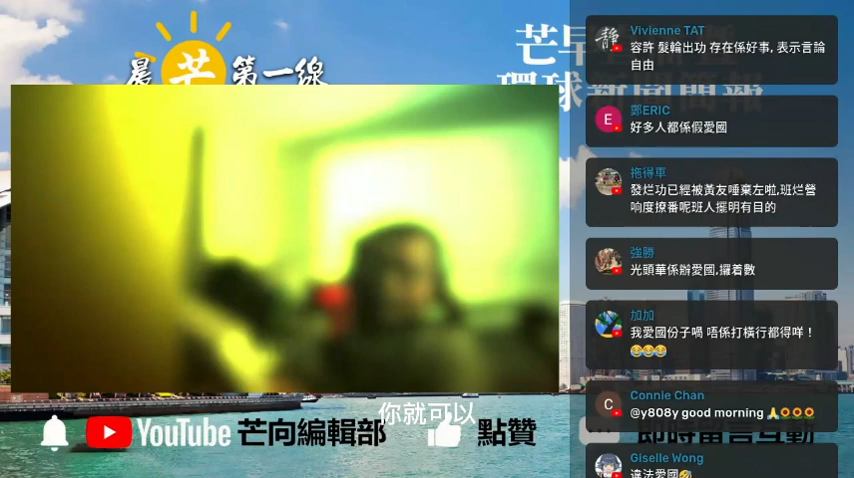 晨芒第一線
芒早
環球新聞簡報
Vivienne TAT
容許 髮輪出功 存在係好事, 表示言論
自由
鄭ERIC
好多人都係假愛國
拖得車
發烂功已經被黃友唾棄左啦,班烂營
响度撩番呢班人擺明有目的
強勝
光頭華係辦愛國,攞着數
加加
我愛國份子喎 唔係打橫行都得咩！
😂😂😂
Connie Chan
@y808y good morning 🙏🌻🌻🌻
Giselle Wong
違法愛國🤣
你就可以
YouTube 芒向編輯部 點贊 即時留言互動